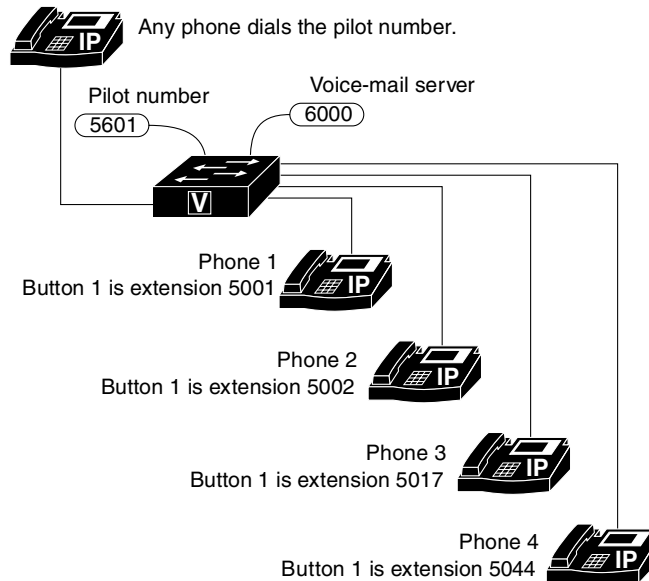 IP
Any phone dials the pilot number.
Voice-mail server
6000
Pilot number
5601
V
Phone 1
Button 1 is extension 5001
IP
Phone 2
Button 1 is extension 5002
IP
Phone 3
Button 1 is extension 5017
IP
Phone 4
Button 1 is extension 5044
IP